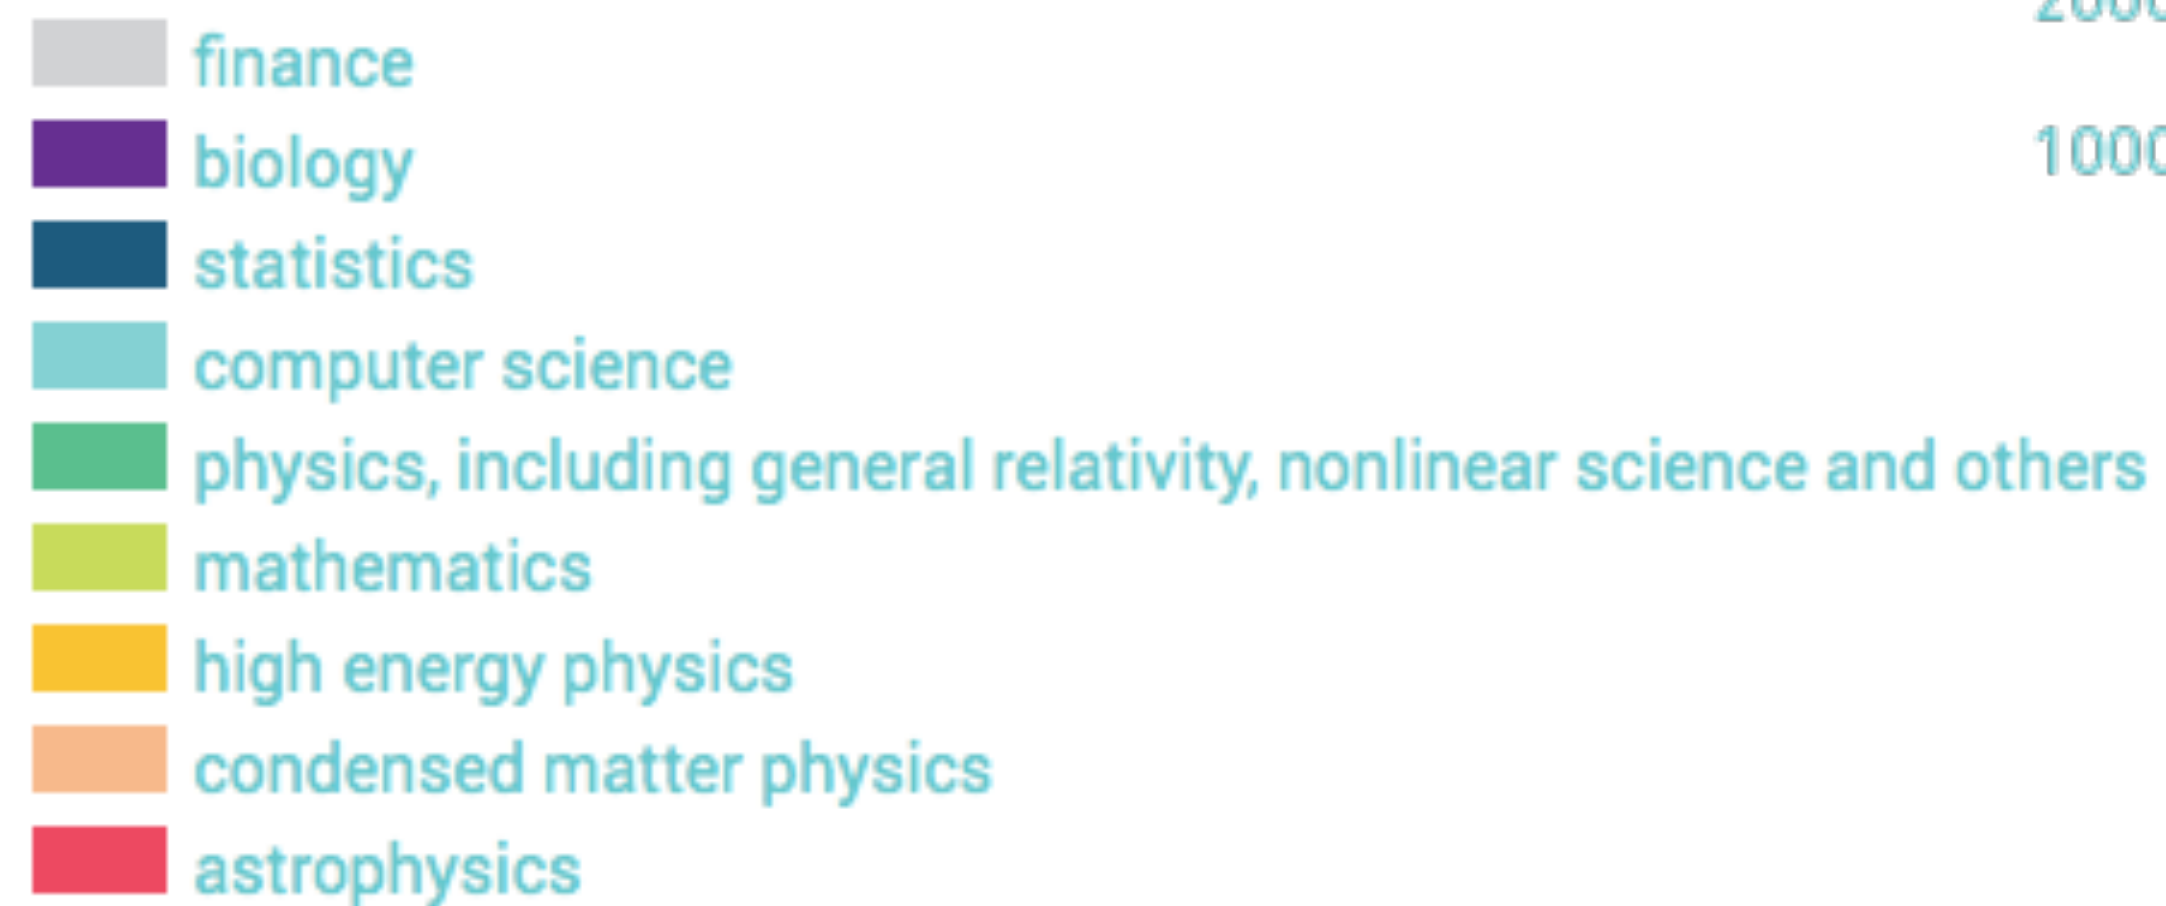 finance
biology
1000
statistics
computer science
physics, including general relativity, nonlinear science and others
mathematics
high energy physics
condensed matter physics
astrophysics